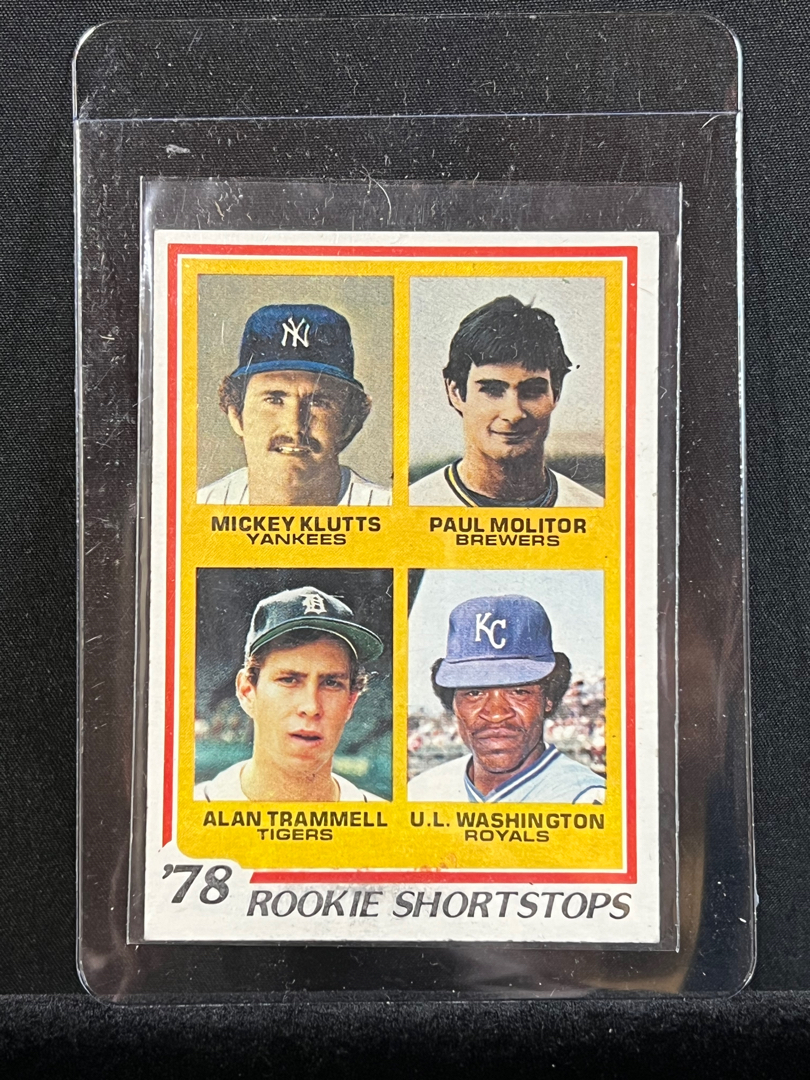 NY
MICKEY KLUTTS
YANKEES
PAUL MOLITOR
BREWERS
D
KC
ALAN TRAMMELL
TIGERS
U.L. WASHINGTON
ROYALS
'78 ROOKIE SHORTSTOPS